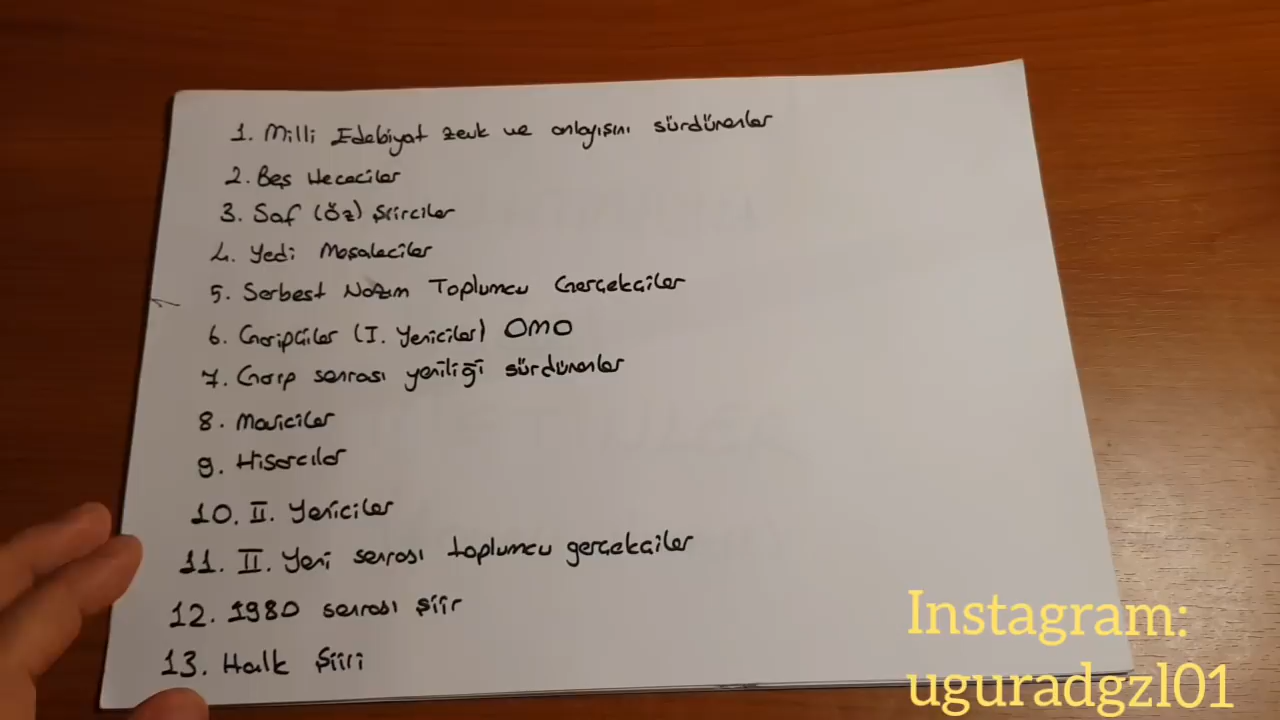 1. Milli Edebiyat zevk ve anlayışını sürdürenler
2. Beş Hececiler
3. Saf (Öz) Şiirciler
4. Yedi Meşaleciler
5. Serbest Nazım Toplumcu Gerçekçiler
6. Garipçiler (I. Yeniciler) OMO
7. Garip sonrası yeniliği sürdürenler
8. Maviciler
9. Hisarcılar
10. II. Yeniciler
11. II. Yeni sonrası toplumcu gerçekçiler
12. 1980 sonrası şiir
13. Halk Şiiri
Instagram:
uguradgzl01